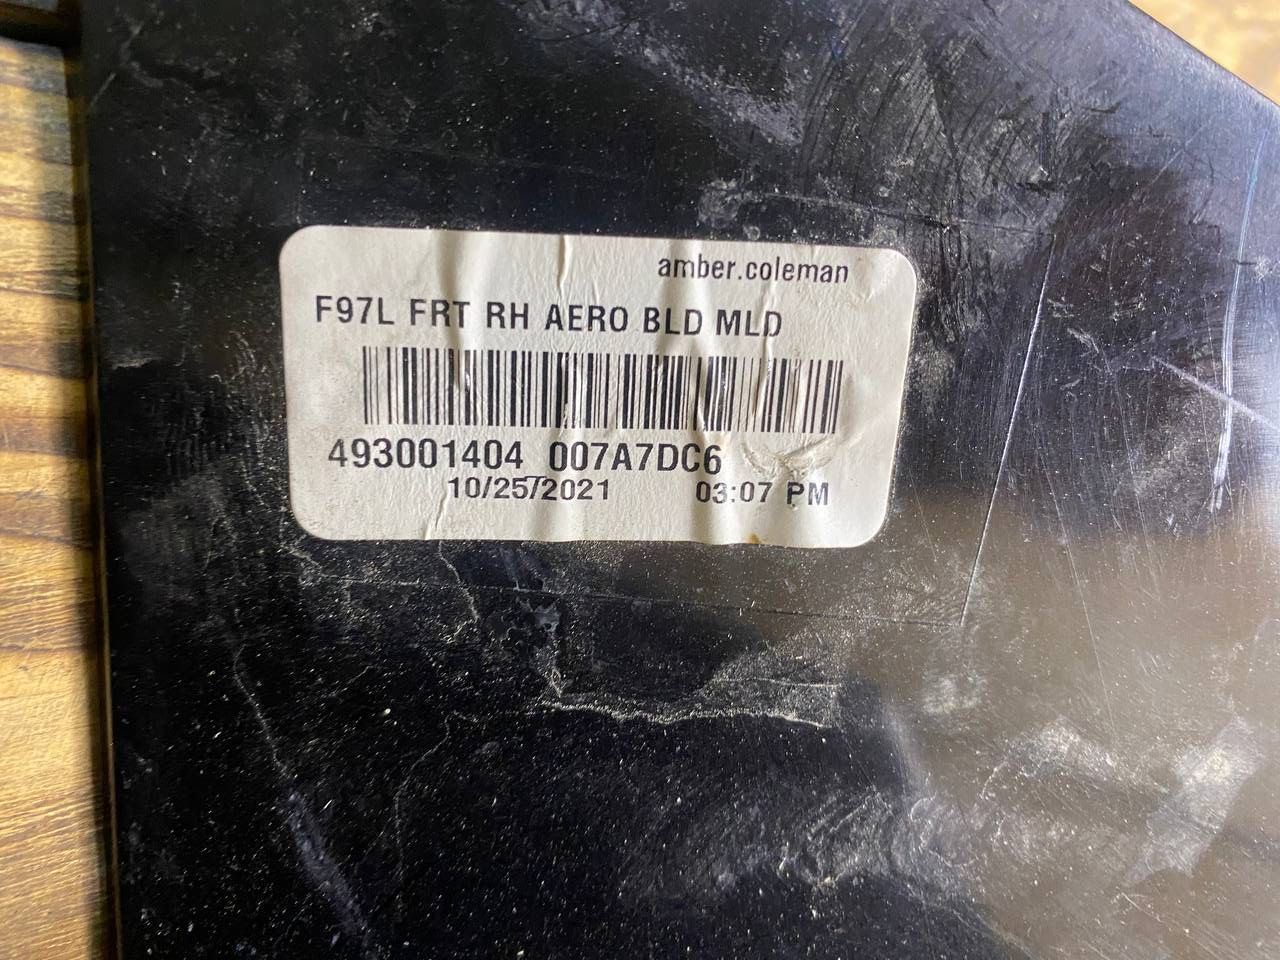 amber.coleman
F97L FRT RH AERO BLD MLD
493001404 007A7DC6
10/25/2021 03:07 PM